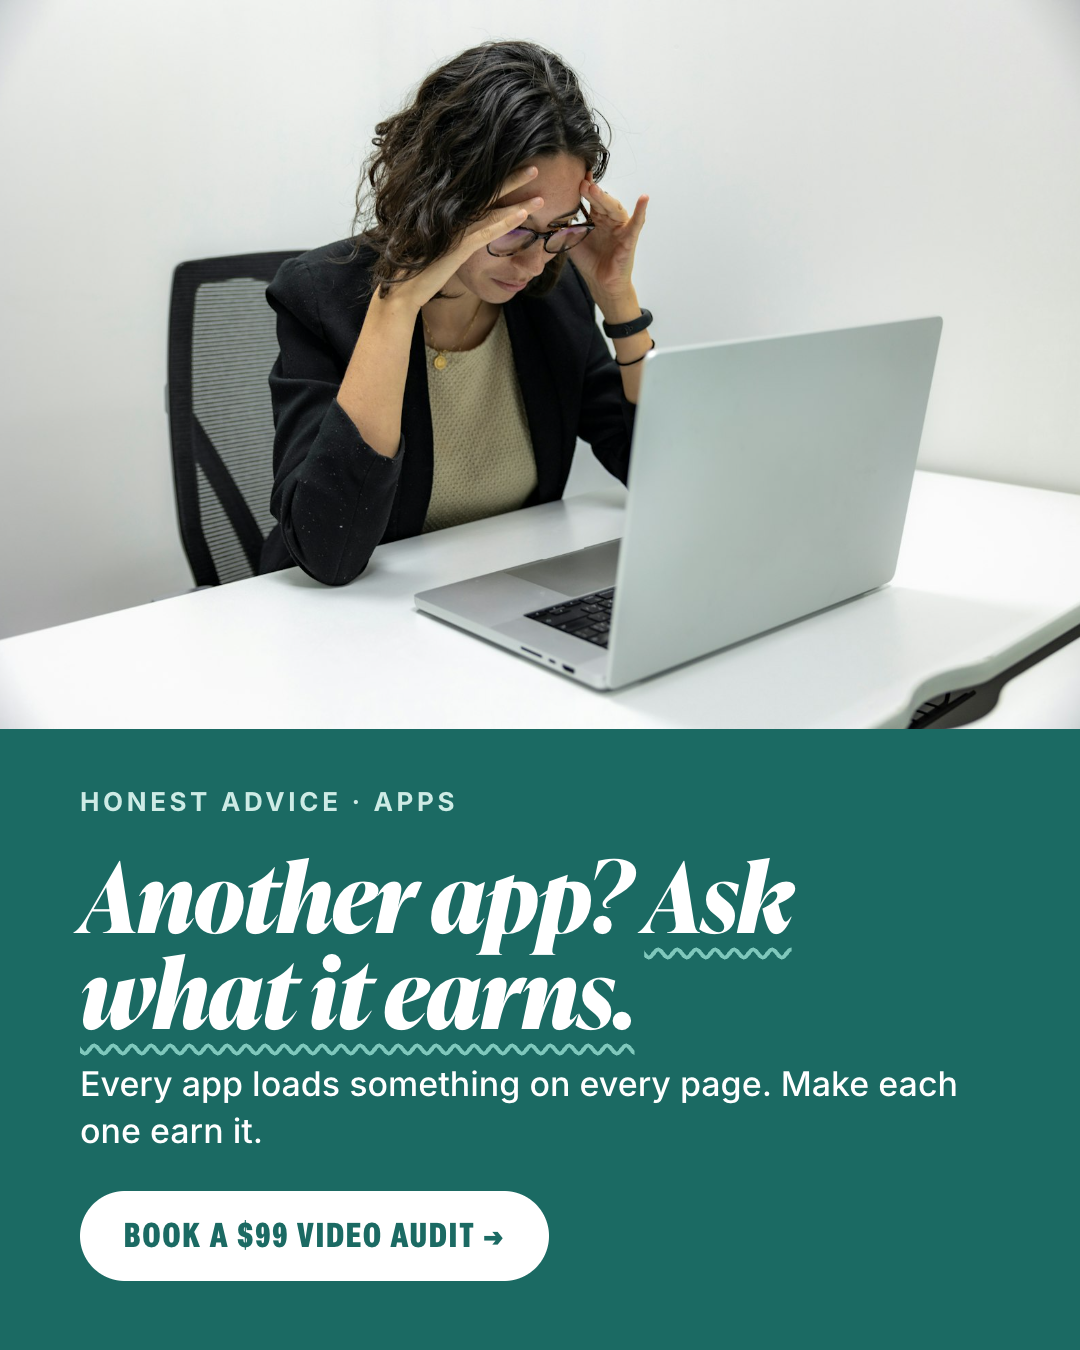 HONEST ADVICE · APPS
Another app? Ask
what it earns.
Every app loads something on every page. Make each
one earn it.
BOOK A $99 VIDEO AUDIT →